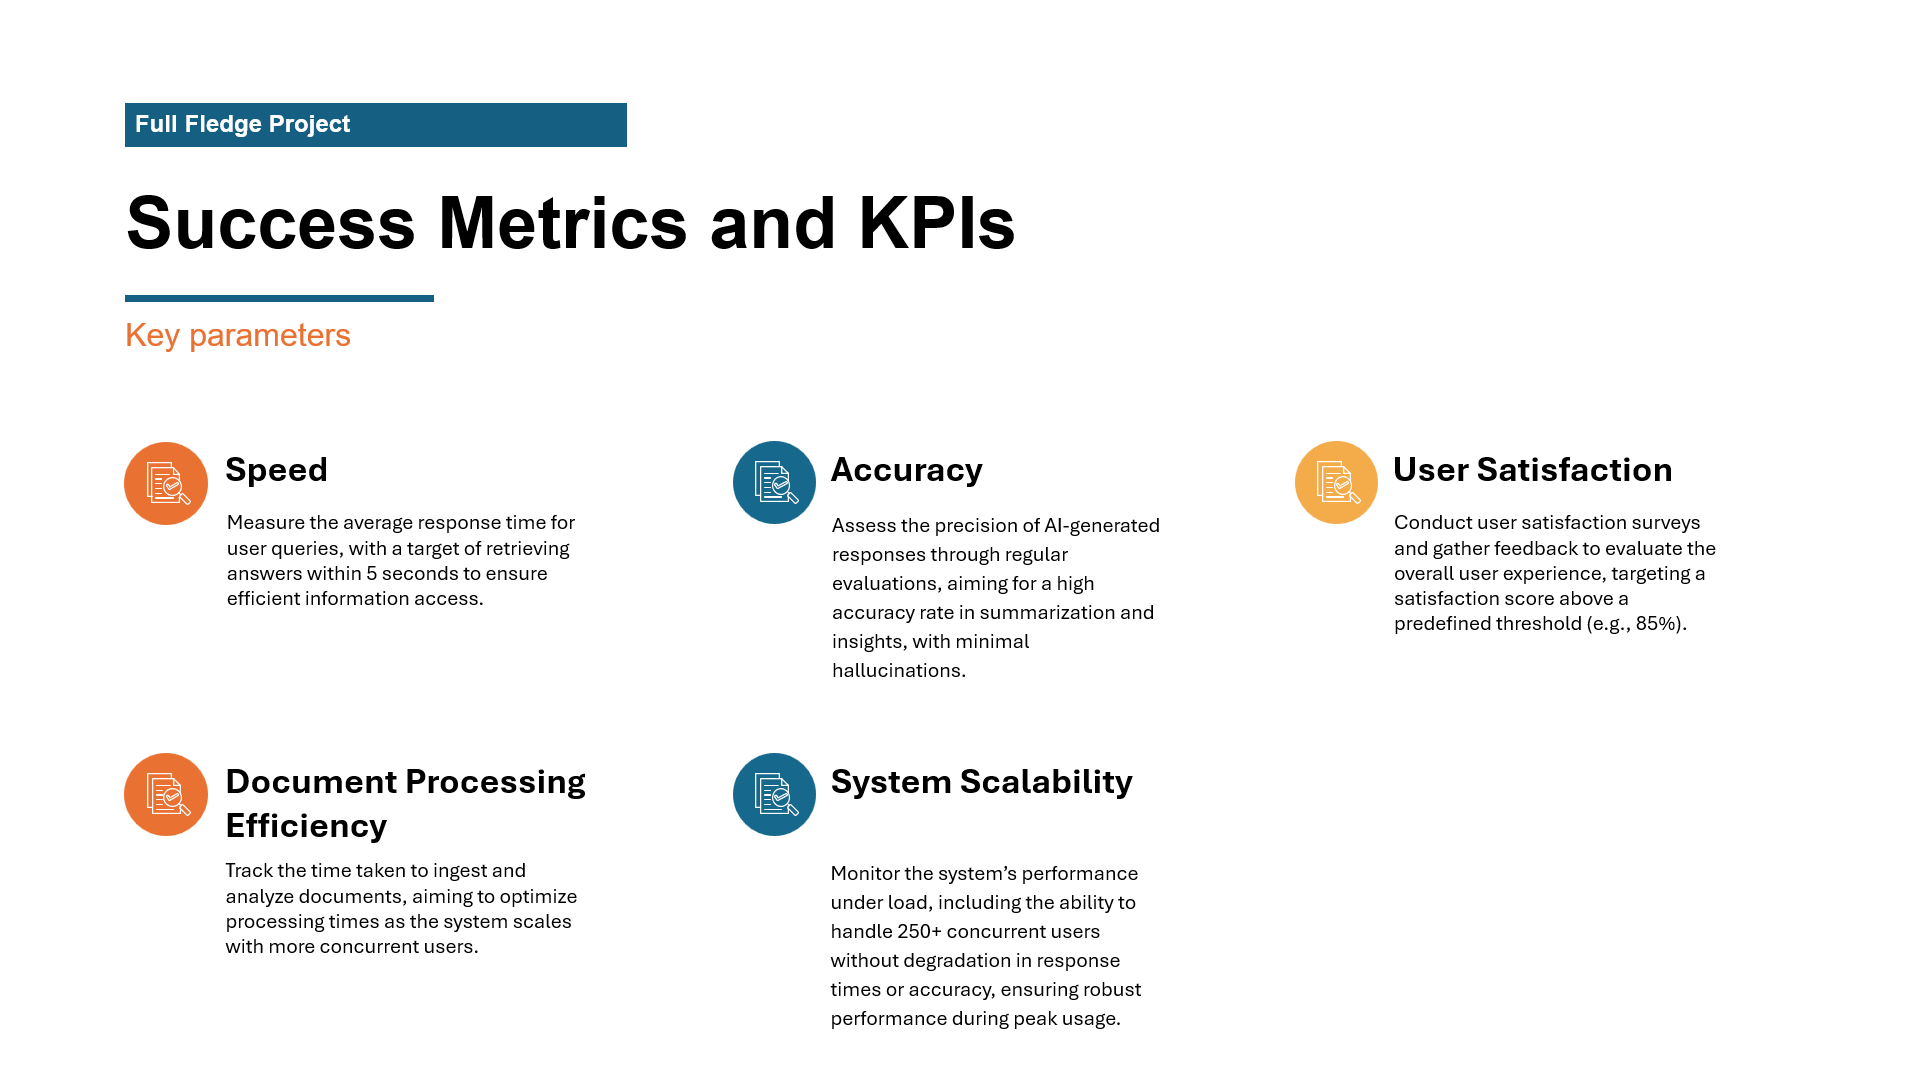 Full Fledge Project
Success Metrics and KPIs
Key parameters
Speed
Measure the average response time for
user queries, with a target of retrieving
answers within 5 seconds to ensure
efficient information access.
Accuracy
Assess the precision of AI-generated
responses through regular
evaluations, aiming for a high
accuracy rate in summarization and
insights, with minimal
hallucinations.
User Satisfaction
Conduct user satisfaction surveys
and gather feedback to evaluate the
overall user experience, targeting a
satisfaction score above a
predefined threshold (e.g., 85%).
Document Processing
Efficiency
Track the time taken to ingest and
analyze documents, aiming to optimize
processing times as the system scales
with more concurrent users.
System Scalability
Monitor the system’s performance
under load, including the ability to
handle 250+ concurrent users
without degradation in response
times or accuracy, ensuring robust
performance during peak usage.